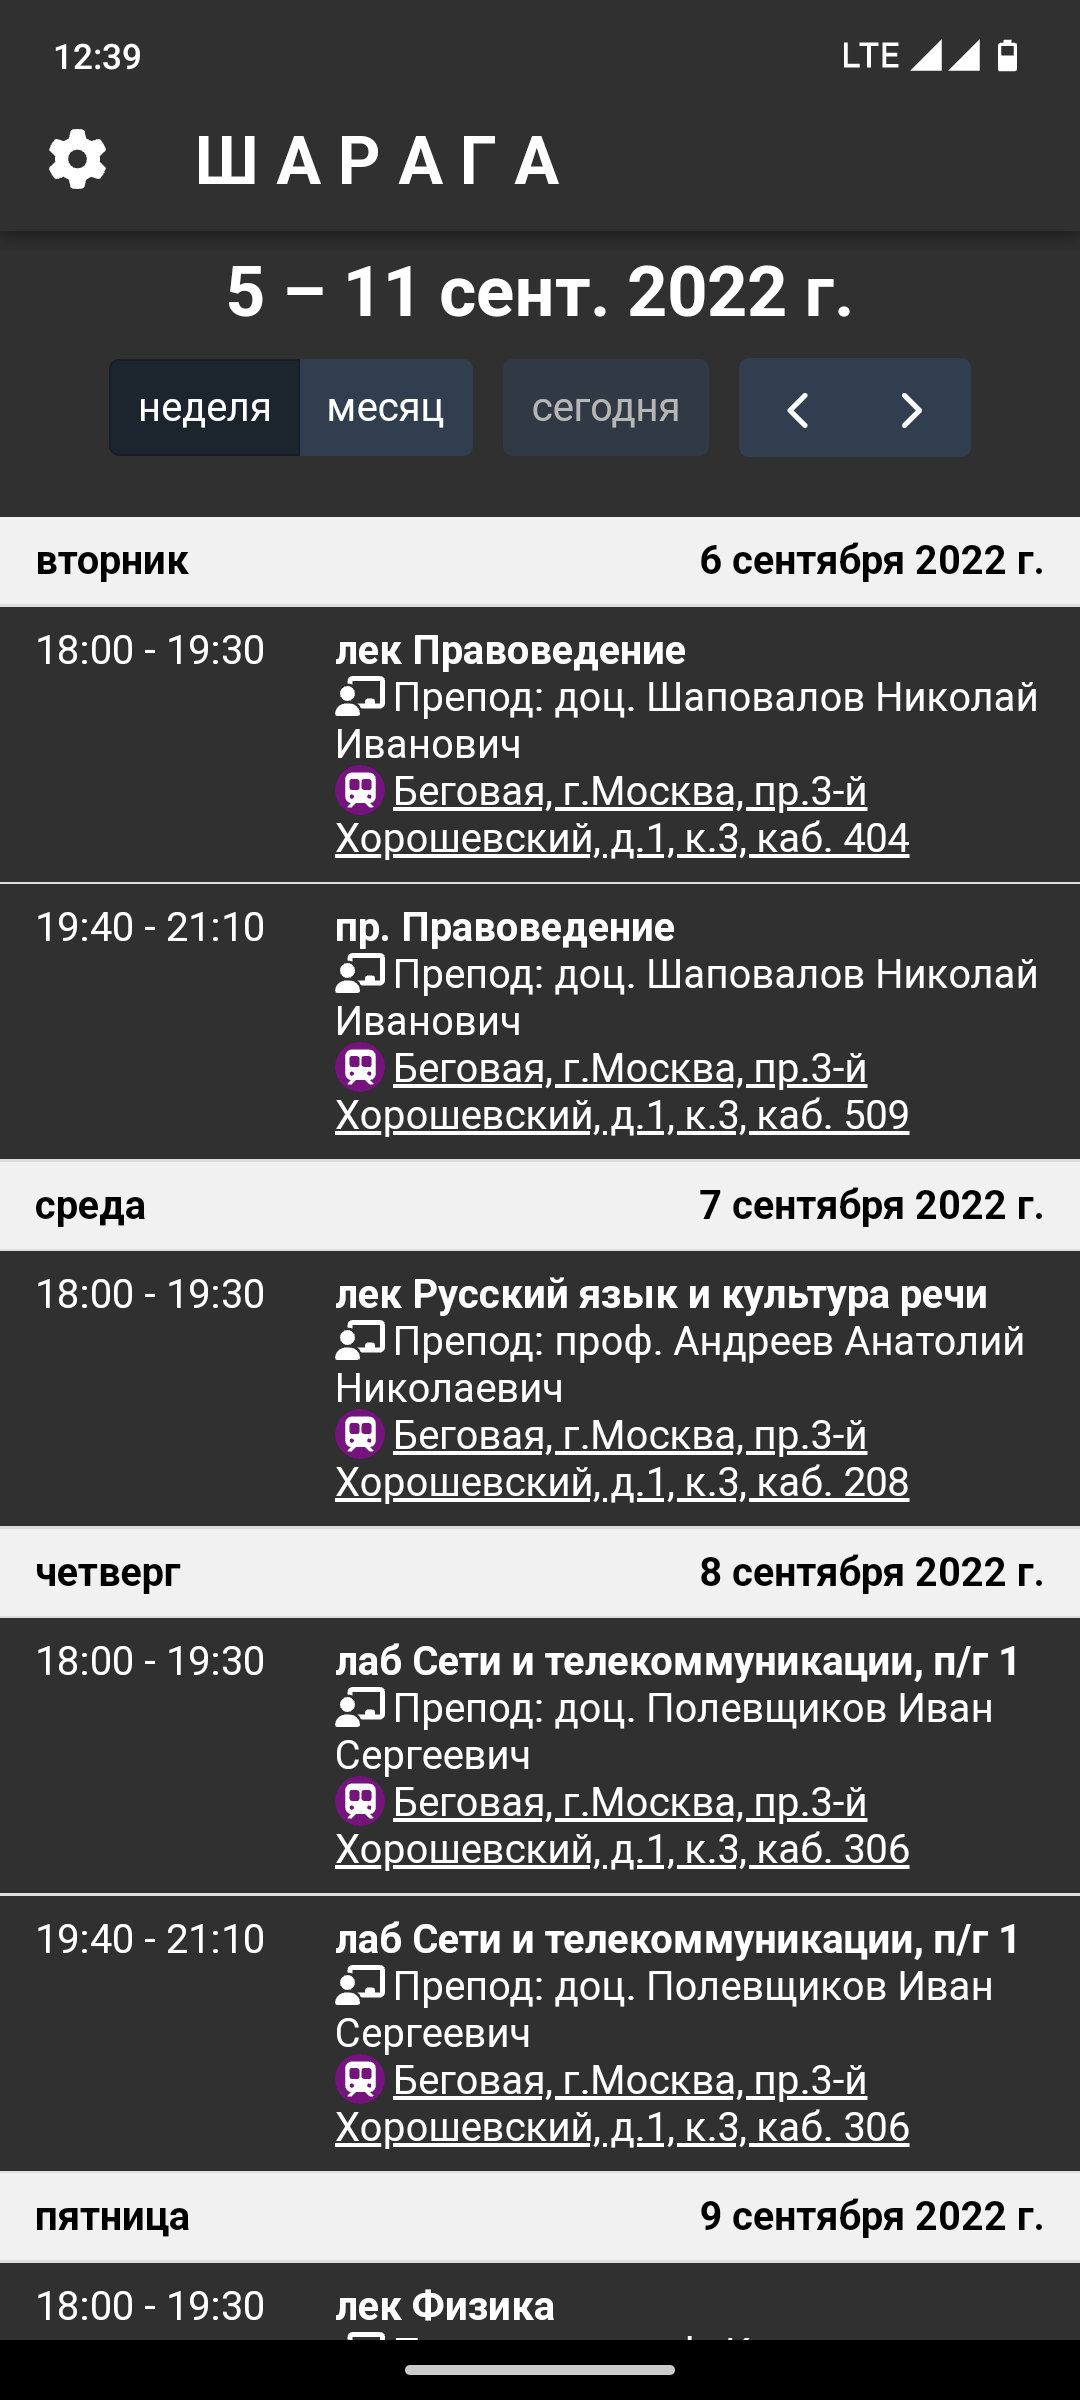 12:39
LTE
ШАРАГА
5 – 11 сент. 2022 г.
неделя месяц сегодня
вторник 6 сентября 2022 г.
18:00 - 19:30 лек Правоведение
Препод: доц. Шаповалов Николай
Иванович
Беговая, г.Москва, пр.3-й
Хорошевский, д.1, к.3, каб. 404
19:40 - 21:10 пр. Правоведение
Препод: доц. Шаповалов Николай
Иванович
Беговая, г.Москва, пр.3-й
Хорошевский, д.1, к.3, каб. 509
среда 7 сентября 2022 г.
18:00 - 19:30 лек Русский язык и культура речи
Препод: проф. Андреев Анатолий
Николаевич
Беговая, г.Москва, пр.3-й
Хорошевский, д.1, к.3, каб. 208
четверг 8 сентября 2022 г.
18:00 - 19:30 лаб Сети и телекоммуникации, п/г 1
Препод: доц. Полевщиков Иван
Сергеевич
Беговая, г.Москва, пр.3-й
Хорошевский, д.1, к.3, каб. 306
19:40 - 21:10 лаб Сети и телекоммуникации, п/г 1
Препод: доц. Полевщиков Иван
Сергеевич
Беговая, г.Москва, пр.3-й
Хорошевский, д.1, к.3, каб. 306
пятница 9 сентября 2022 г.
18:00 - 19:30 лек Физика